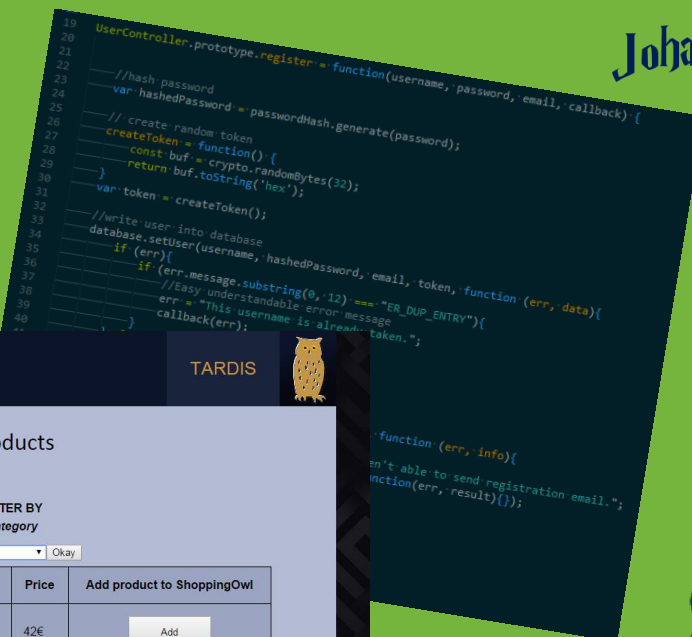 Joha
19 UserController.prototype.register = function(username, password, email, callback) {
20
21
22 //hash password
23 var hashedPassword = passwordHash.generate(password);
24
25 // create random token
26 createToken = function() {
27 const buf = crypto.randomBytes(32);
28 return buf.toString('hex');
29 }
30 var token = createToken();
31
32 //write user into database
33 database.setUser(username, hashedPassword, email, token, function (err, data){
34 if (err){
35 if (err.message.substring(0, 12) === "ER_DUP_ENTRY"){
36 //Easy understandable error message
37 err = "This username is already taken.";
38 }
39 callback(err);
40
function (err, info){
en't able to send registration email.";
nction(err, result){});
TARDIS
ducts
TER BY
tegory
Okay
Price Add product to ShoppingOwl
42€ Add